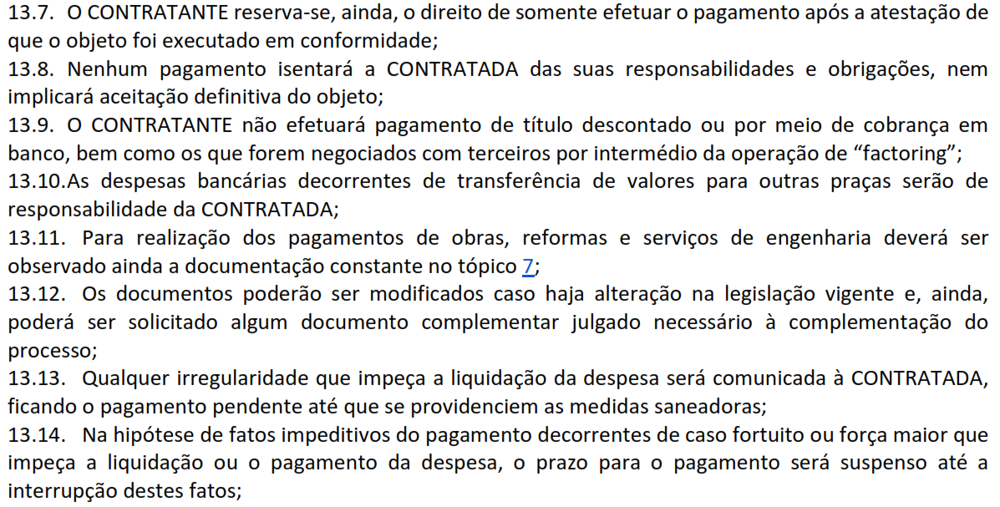 13.7. O CONTRATANTE reserva-se, ainda, o direito de somente efetuar o pagamento após a atestação de
que o objeto foi executado em conformidade;
13.8. Nenhum pagamento isentará a CONTRATADA das suas responsabilidades e obrigações, nem
implicará aceitação definitiva do objeto;
13.9. O CONTRATANTE não efetuará pagamento de título descontado ou por meio de cobrança em
banco, bem como os que forem negociados com terceiros por intermédio da operação de “factoring”;
13.10.As despesas bancárias decorrentes de transferência de valores para outras praças serão de
responsabilidade da CONTRATADA;
13.11. Para realização dos pagamentos de obras, reformas e serviços de engenharia deverá ser
observado ainda a documentação constante no tópico 7;
13.12. Os documentos poderão ser modificados caso haja alteração na legislação vigente e, ainda,
poderá ser solicitado algum documento complementar julgado necessário à complementação do
processo;
13.13. Qualquer irregularidade que impeça a liquidação da despesa será comunicada à CONTRATADA,
ficando o pagamento pendente até que se providenciem as medidas saneadoras;
13.14. Na hipótese de fatos impeditivos do pagamento decorrentes de caso fortuito ou força maior que
impeça a liquidação ou o pagamento da despesa, o prazo para o pagamento será suspenso até a
interrupção destes fatos;